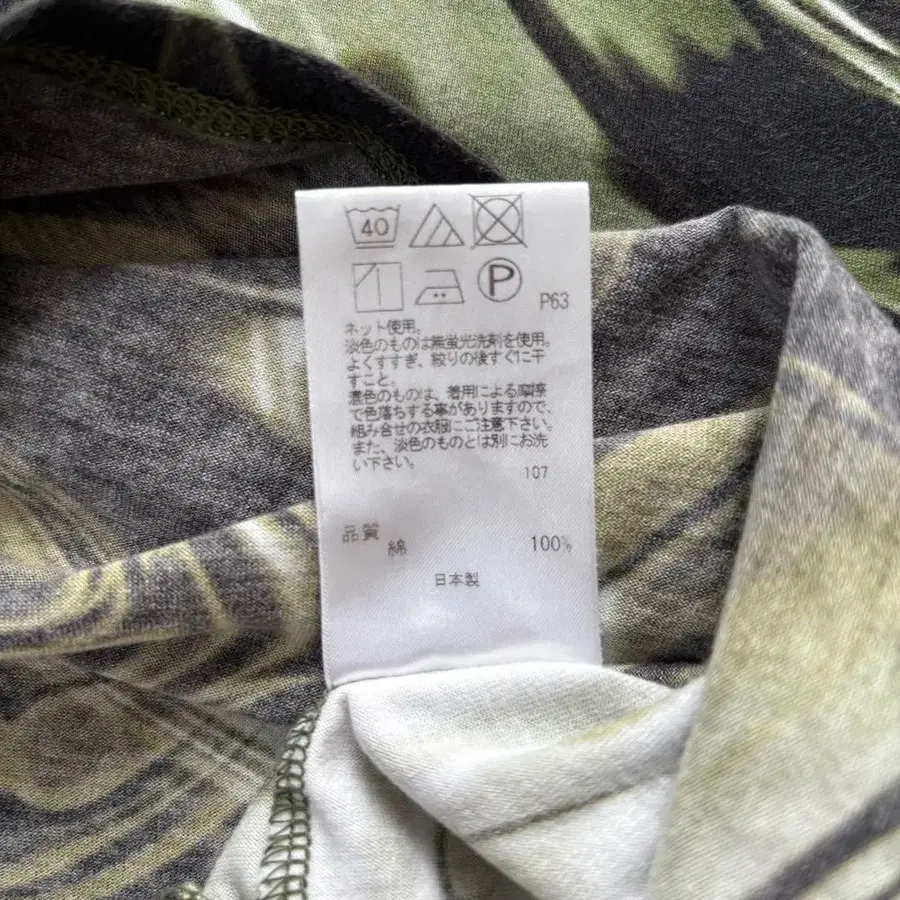 40
P
P63
ネット使用。
淡色のものは無蛍光洗剤を使用。
よくすすぎ、絞りの後すぐに干
すこと。
濃色のものは、着用による摩擦
で色落ちする事がありますので、
組み合せの衣服にご注意下さい。
また、淡色のものとは別にお洗
い下さい。
107
品質
綿 100%
日本製